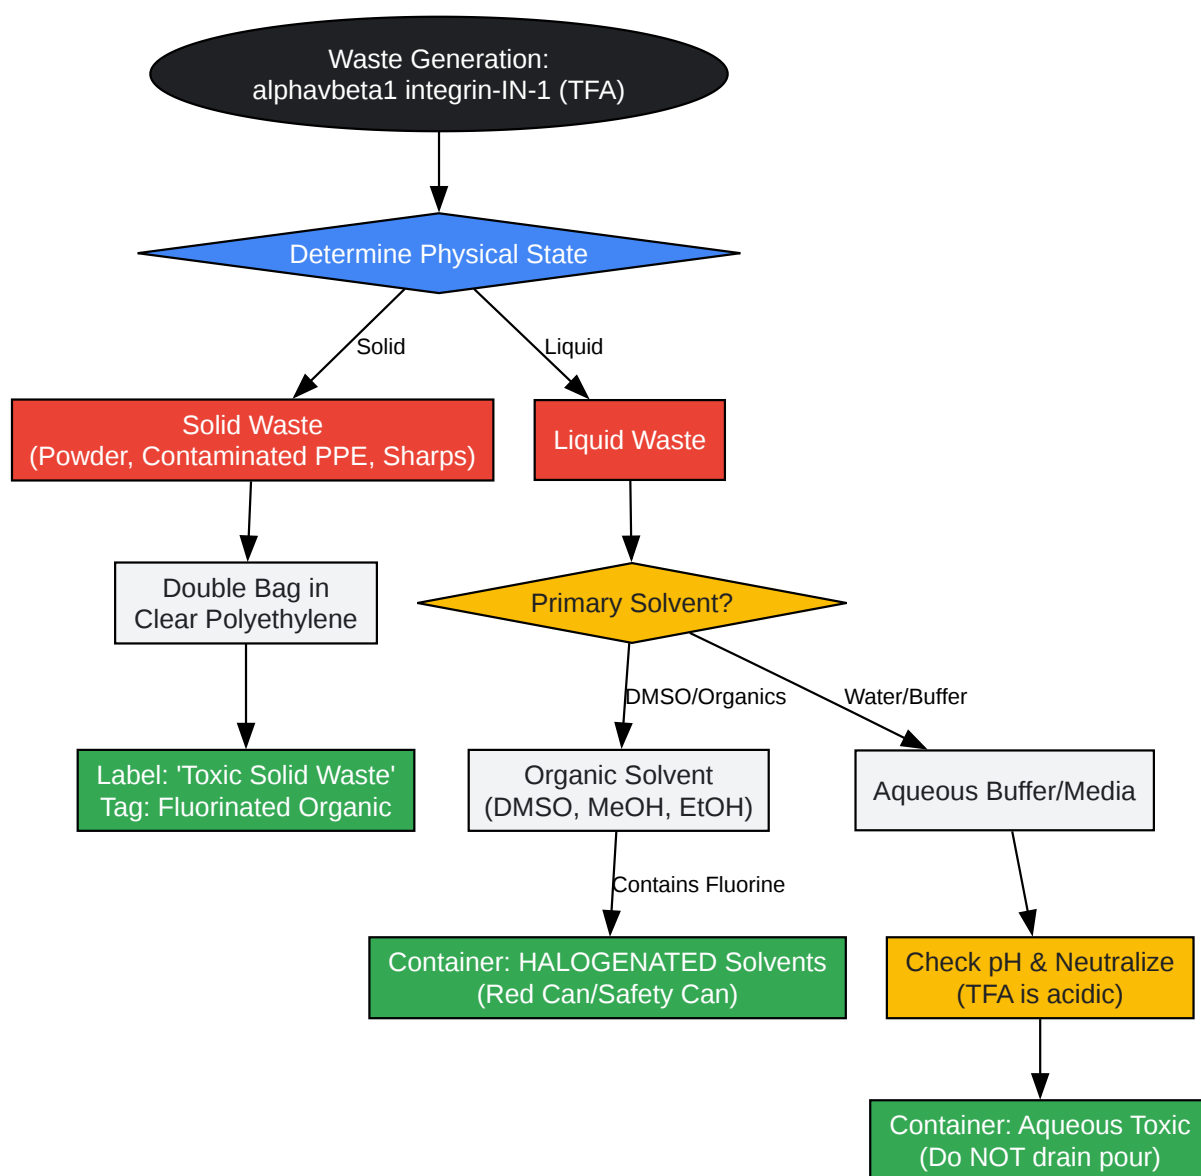 Waste Generation:
alphavbeta1 integrin-IN-1 (TFA)
Determine Physical State
Solid
Liquid
Solid Waste
(Powder, Contaminated PPE, Sharps)
Liquid Waste
Double Bag in
Clear Polyethylene
Primary Solvent?
DMSO/Organics
Water/Buffer
Label: 'Toxic Solid Waste'
Tag: Fluorinated Organic
Organic Solvent
(DMSO, MeOH, EtOH)
Aqueous Buffer/Media
Contains Fluorine
Container: HALOGENATED Solvents
(Red Can/Safety Can)
Check pH & Neutralize
(TFA is acidic)
Container: Aqueous Toxic
(Do NOT drain pour)